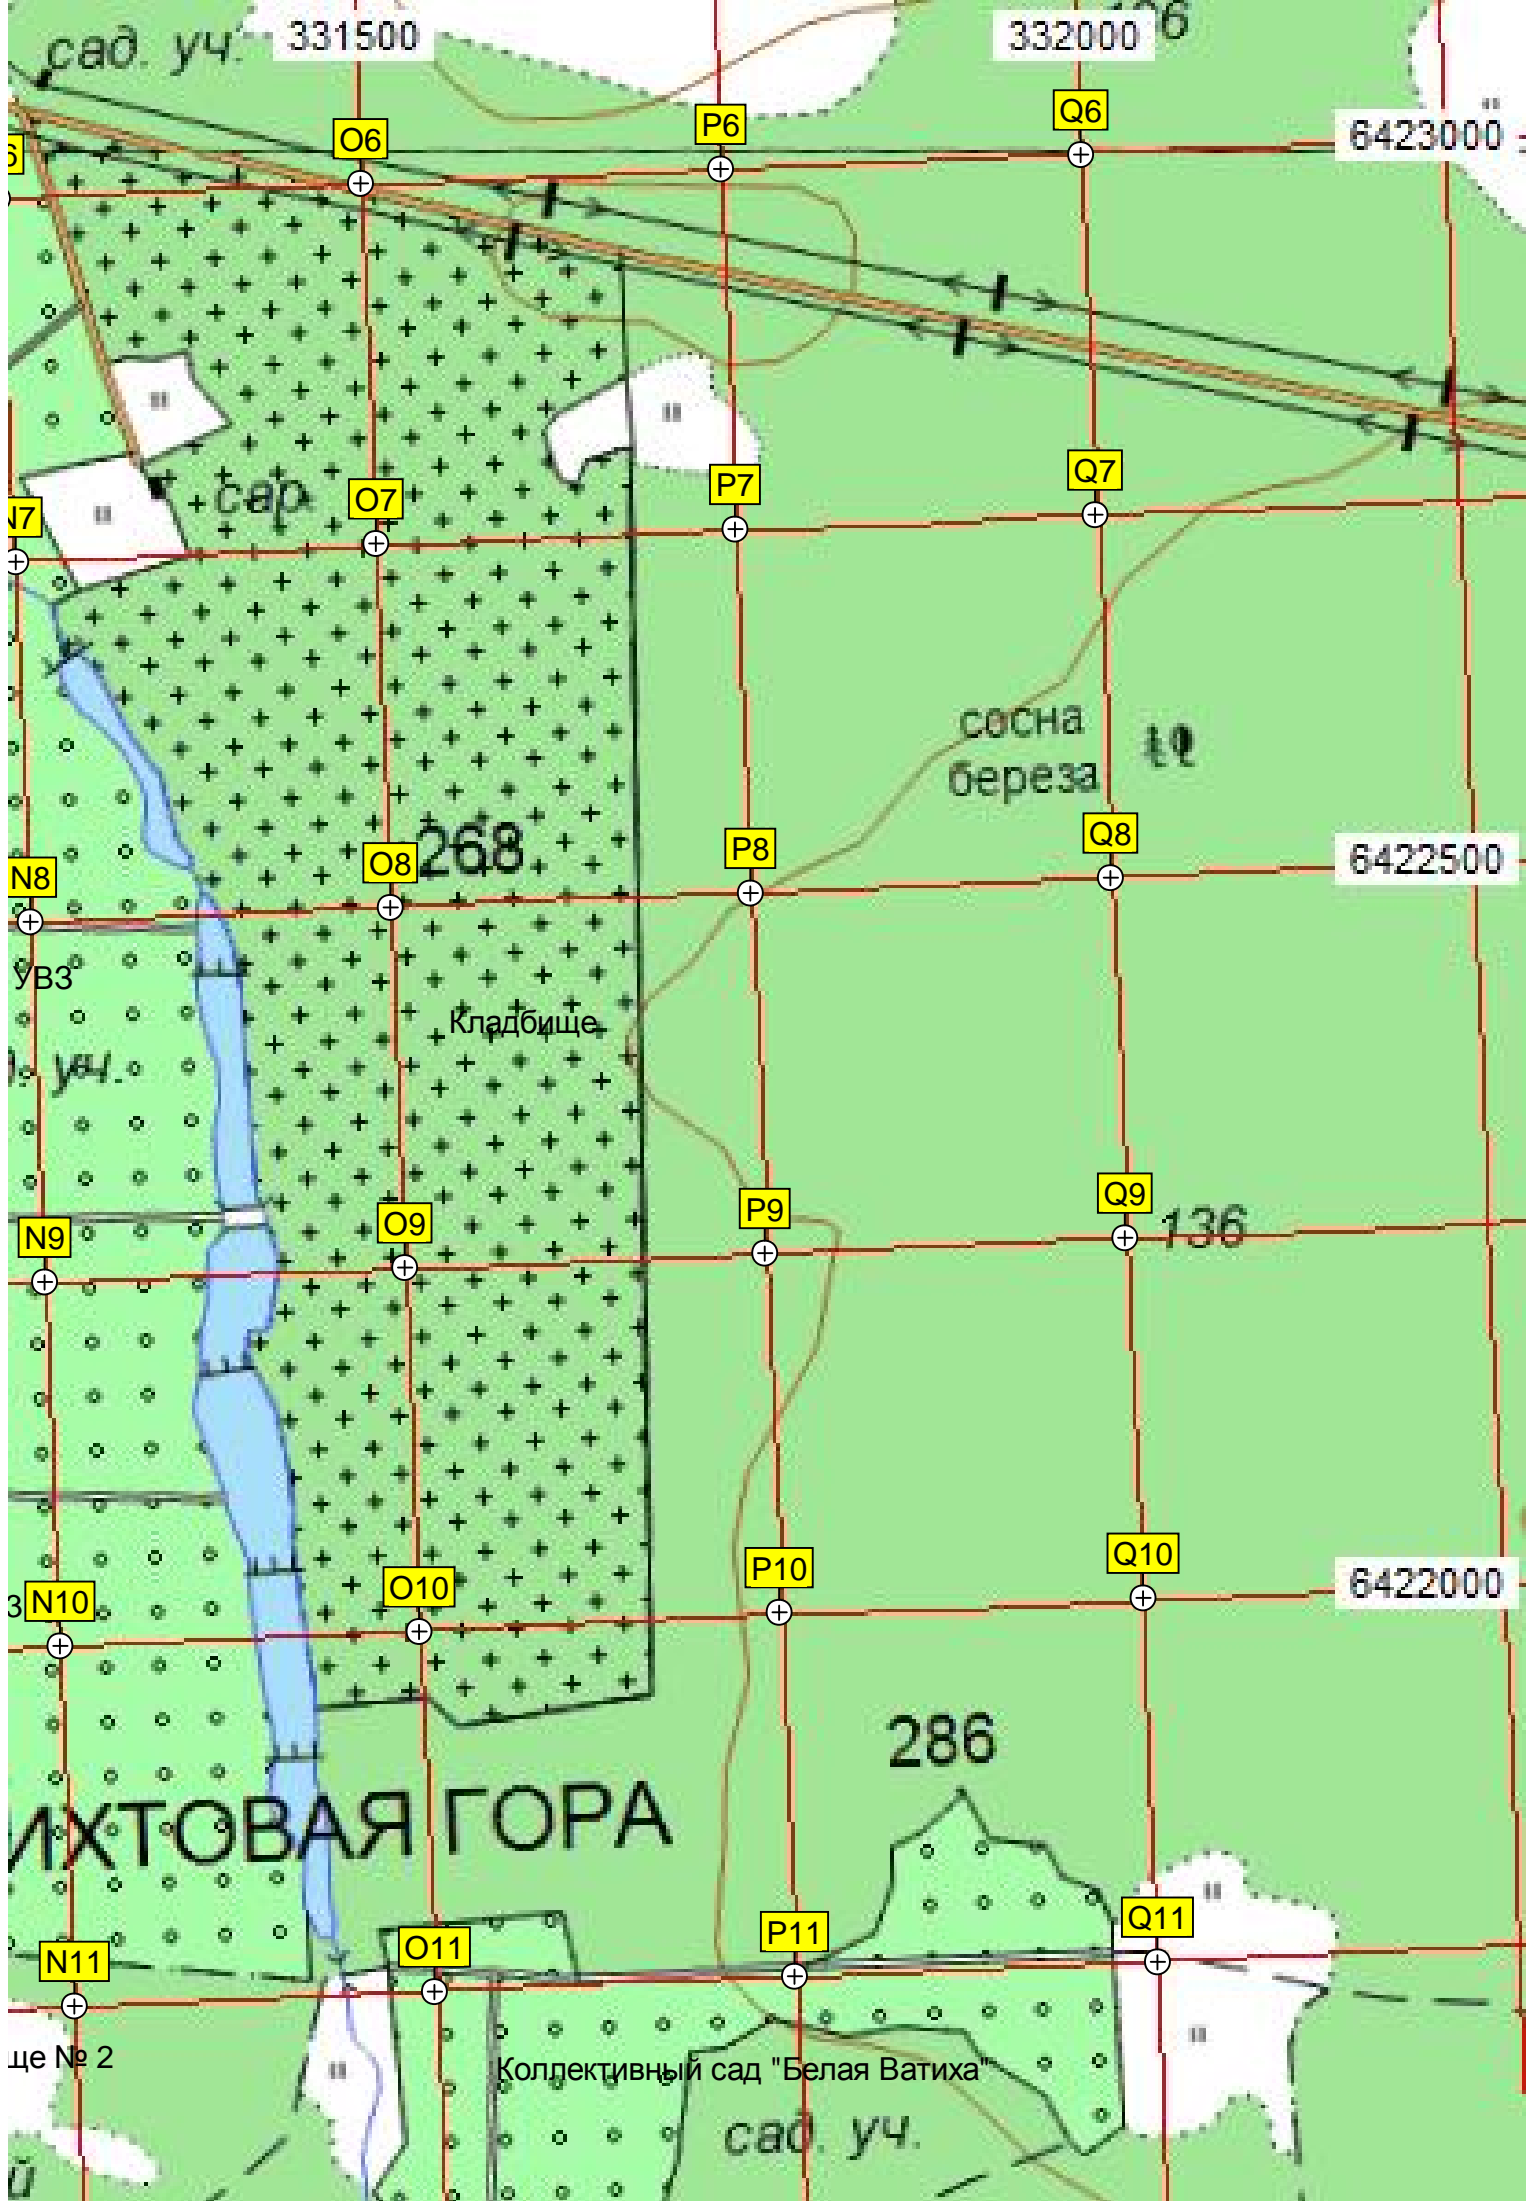 сад. уч.
331500
332000
6423000
O6
P6
Q6
сар.
N7
O7
P7
Q7
сосна
береза
268
N8
O8
P8
Q8
6422500
УВЗ
Кладбище
уч.
N9
O9
P9
Q9
136
N10
O10
P10
Q10
6422000
286
ИХТОВАЯ ГОРА
N11
O11
P11
Q11
ще № 2
Коллективный сад "Белая Ватиха"
сад. уч.
й